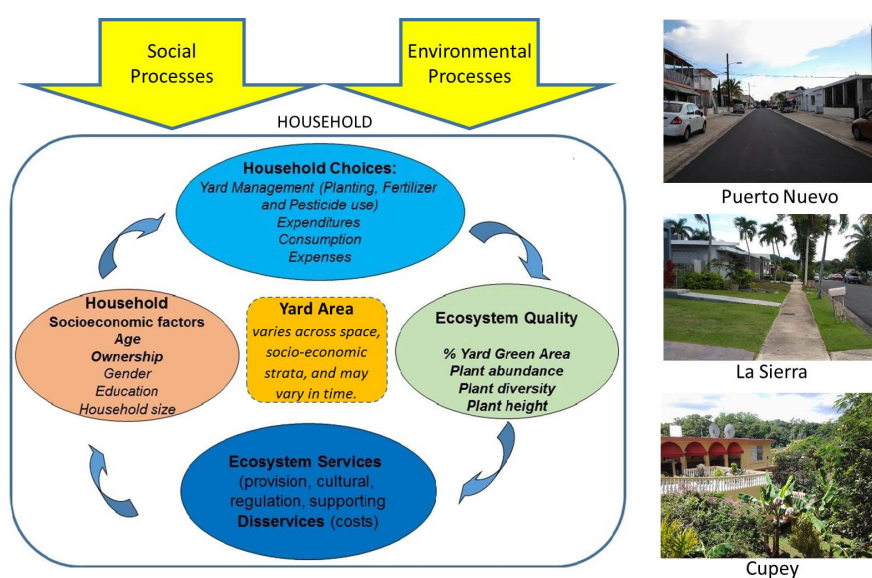 Social
Processes
Environmental
Processes
HOUSEHOLD
Household Choices:
Yard Management (Planting, Fertilizer
and Pesticide use)
Expenditures
Consumption
Expenses
Household
Socioeconomic factors
Age
Ownership
Gender
Education
Household size
Yard Area
varies across space,
socio-economic
strata, and may
vary in time.
Ecosystem Quality
% Yard Green Area
Plant abundance
Plant diversity
Plant height
Ecosystem Services
(provision, cultural,
regulation, supporting
Disservices (costs)
Puerto Nuevo
La Sierra
Cupey